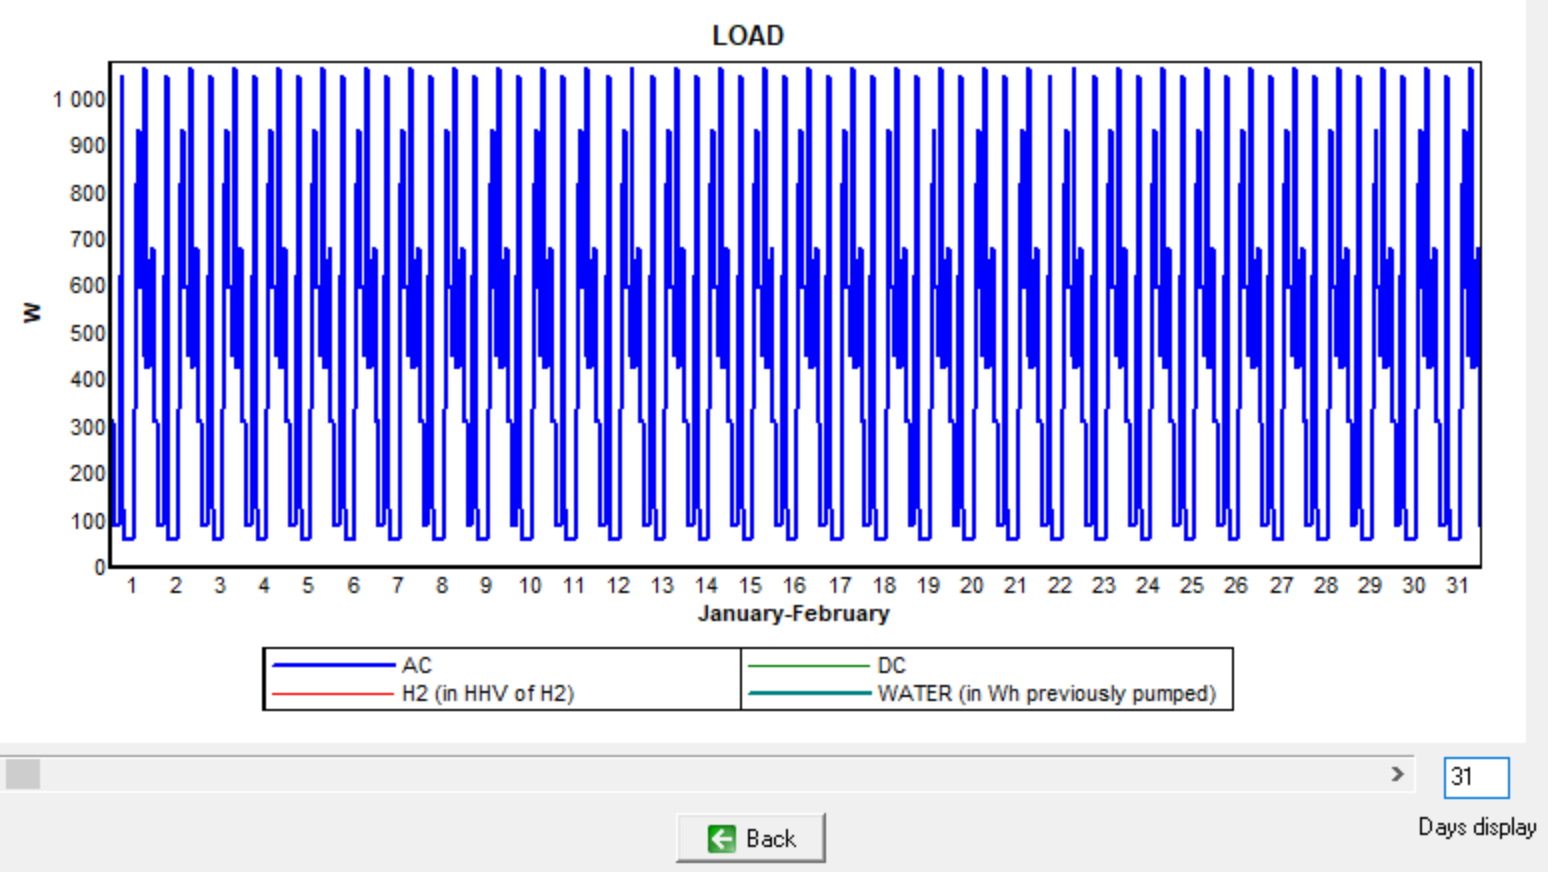 LOAD
1 000
900
800
700
600
500
400
300
200
100
0
W
1 2 3 4 5 6 7 8 9 10 11 12 13 14 15 16 17 18 19 20 21 22 23 24 25 26 27 28 29 30 31
January-February
AC DC
H2 (in HHV of H2) WATER (in Wh previously pumped)
31
Back
Days display